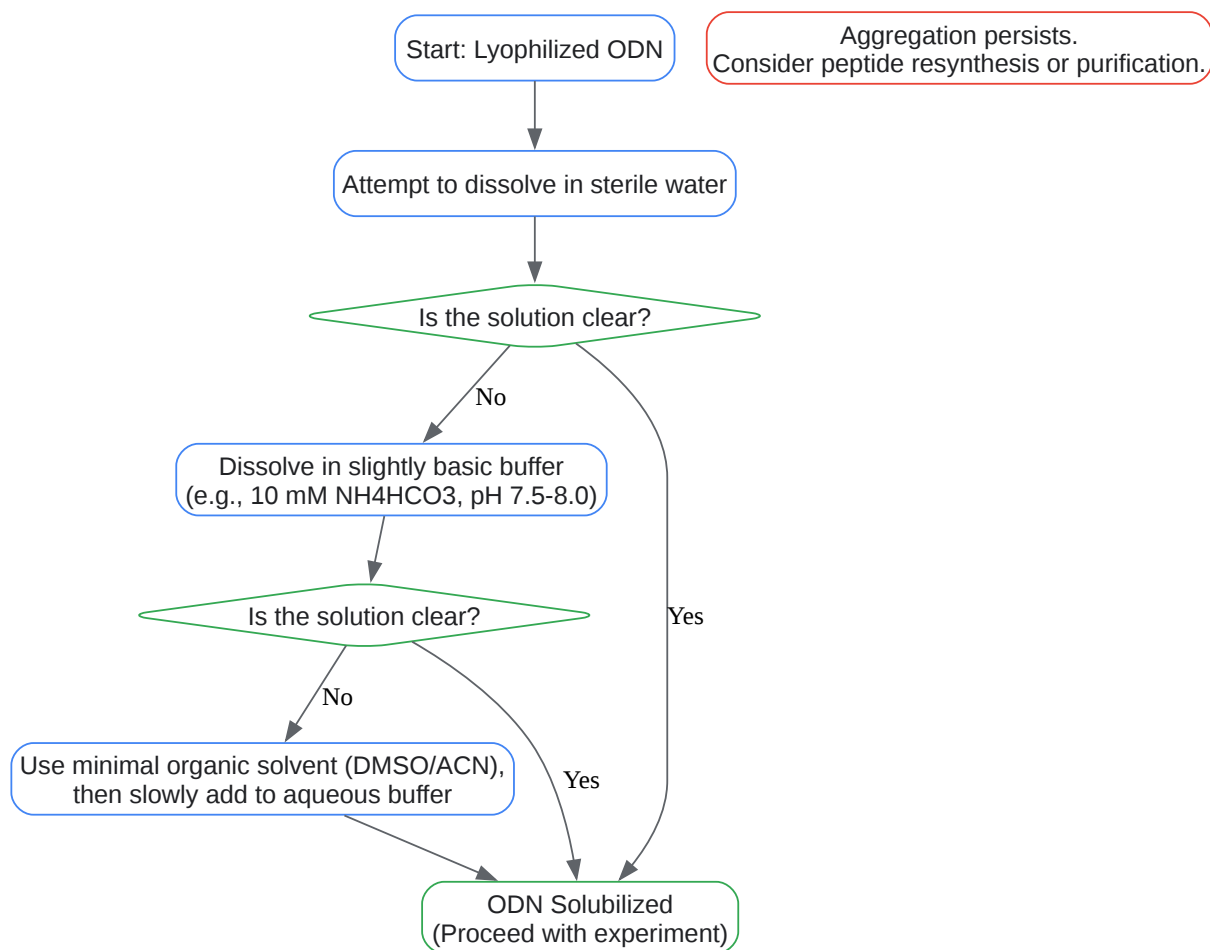 Start: Lyophilized ODN
Aggregation persists.
Consider peptide resynthesis or purification.
Attempt to dissolve in sterile water
Is the solution clear?
No
Dissolve in slightly basic buffer
(e.g., 10 mM NH4HCO3, pH 7.5-8.0)
Is the solution clear?
Yes
No
Use minimal organic solvent (DMSO/ACN),
then slowly add to aqueous buffer
Yes
ODN Solubilized
(Proceed with experiment)